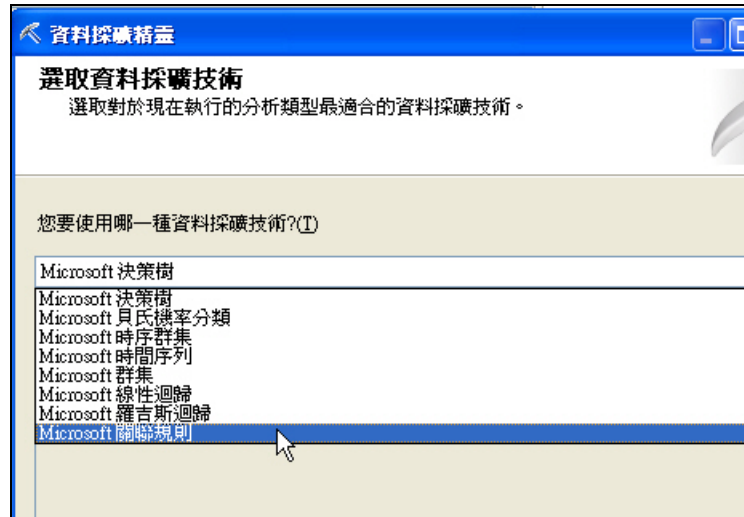 資料採礦精靈
選取資料採礦技術
選取對於現在執行的分析類型最適合的資料採礦技術。
您要使用哪一種資料採礦技術?(T)
Microsoft 決策樹
Microsoft 決策樹
Microsoft 貝氏機率分類
Microsoft 時序群集
Microsoft 時間序列
Microsoft 群集
Microsoft 線性迴歸
Microsoft 羅吉斯迴歸
Microsoft 關聯規則